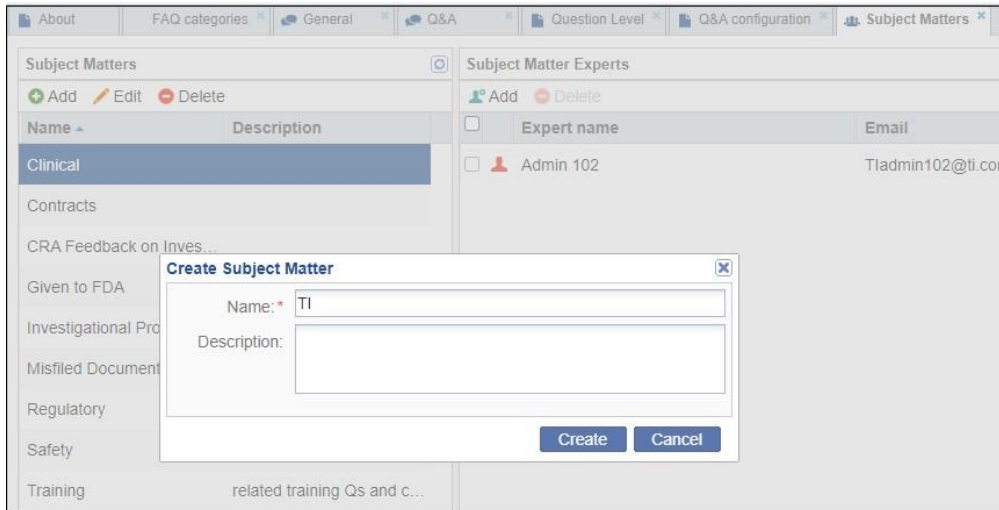 About FAQ categories General Q&A Question Level Q&A configuration Subject Matters
Subject Matters Subject Matter Experts
Add Edit Delete Add Delete
Name Description Expert name Email
Clinical Admin 102 TIadmin102@ti.co
Contracts
CRA Feedback on Inves...
Create Subject Matter
Given to FDA
Name:* TI
Investigational Pro
Description:
Misfiled Document
Regulatory
Create Cancel
Safety
Training related training Qs and c...